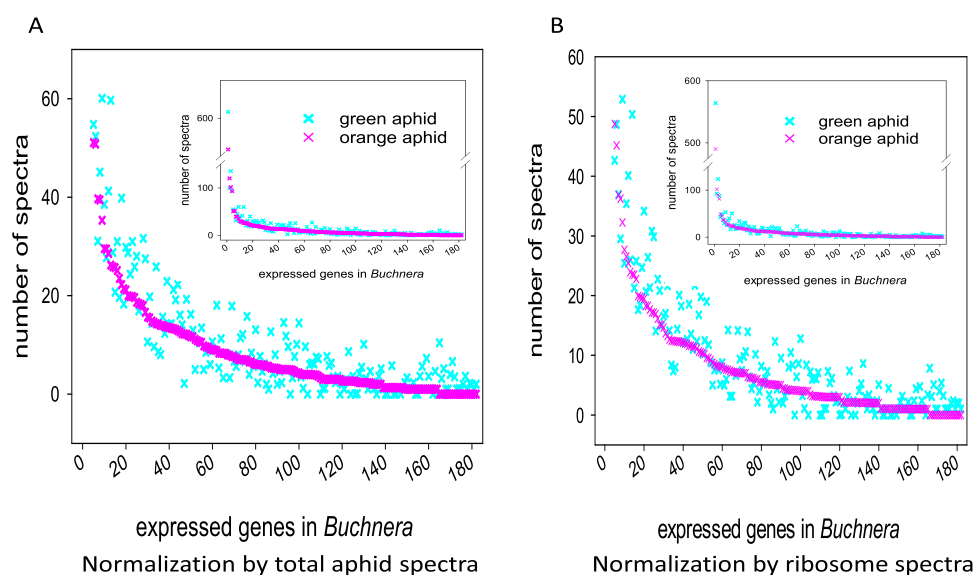 A
number of spectra
60
40
20
0
0 20 40 60 80 100 120 140 160 180
number of spectra
600
100
0
green aphid
orange aphid
0 20 40 60 80 100 120 140 160 180
expressed genes in Buchnera
expressed genes in Buchnera
Normalization by total aphid spectra
B
number of spectra
60
50
40
30
20
10
0
0 20 40 60 80 100 120 140 160 180
number of spectra
600
500
100
0
green aphid
orange aphid
0 20 40 60 80 100 120 140 160 180
expressed genes in Buchnera
expressed genes in Buchnera
Normalization by ribosome spectra